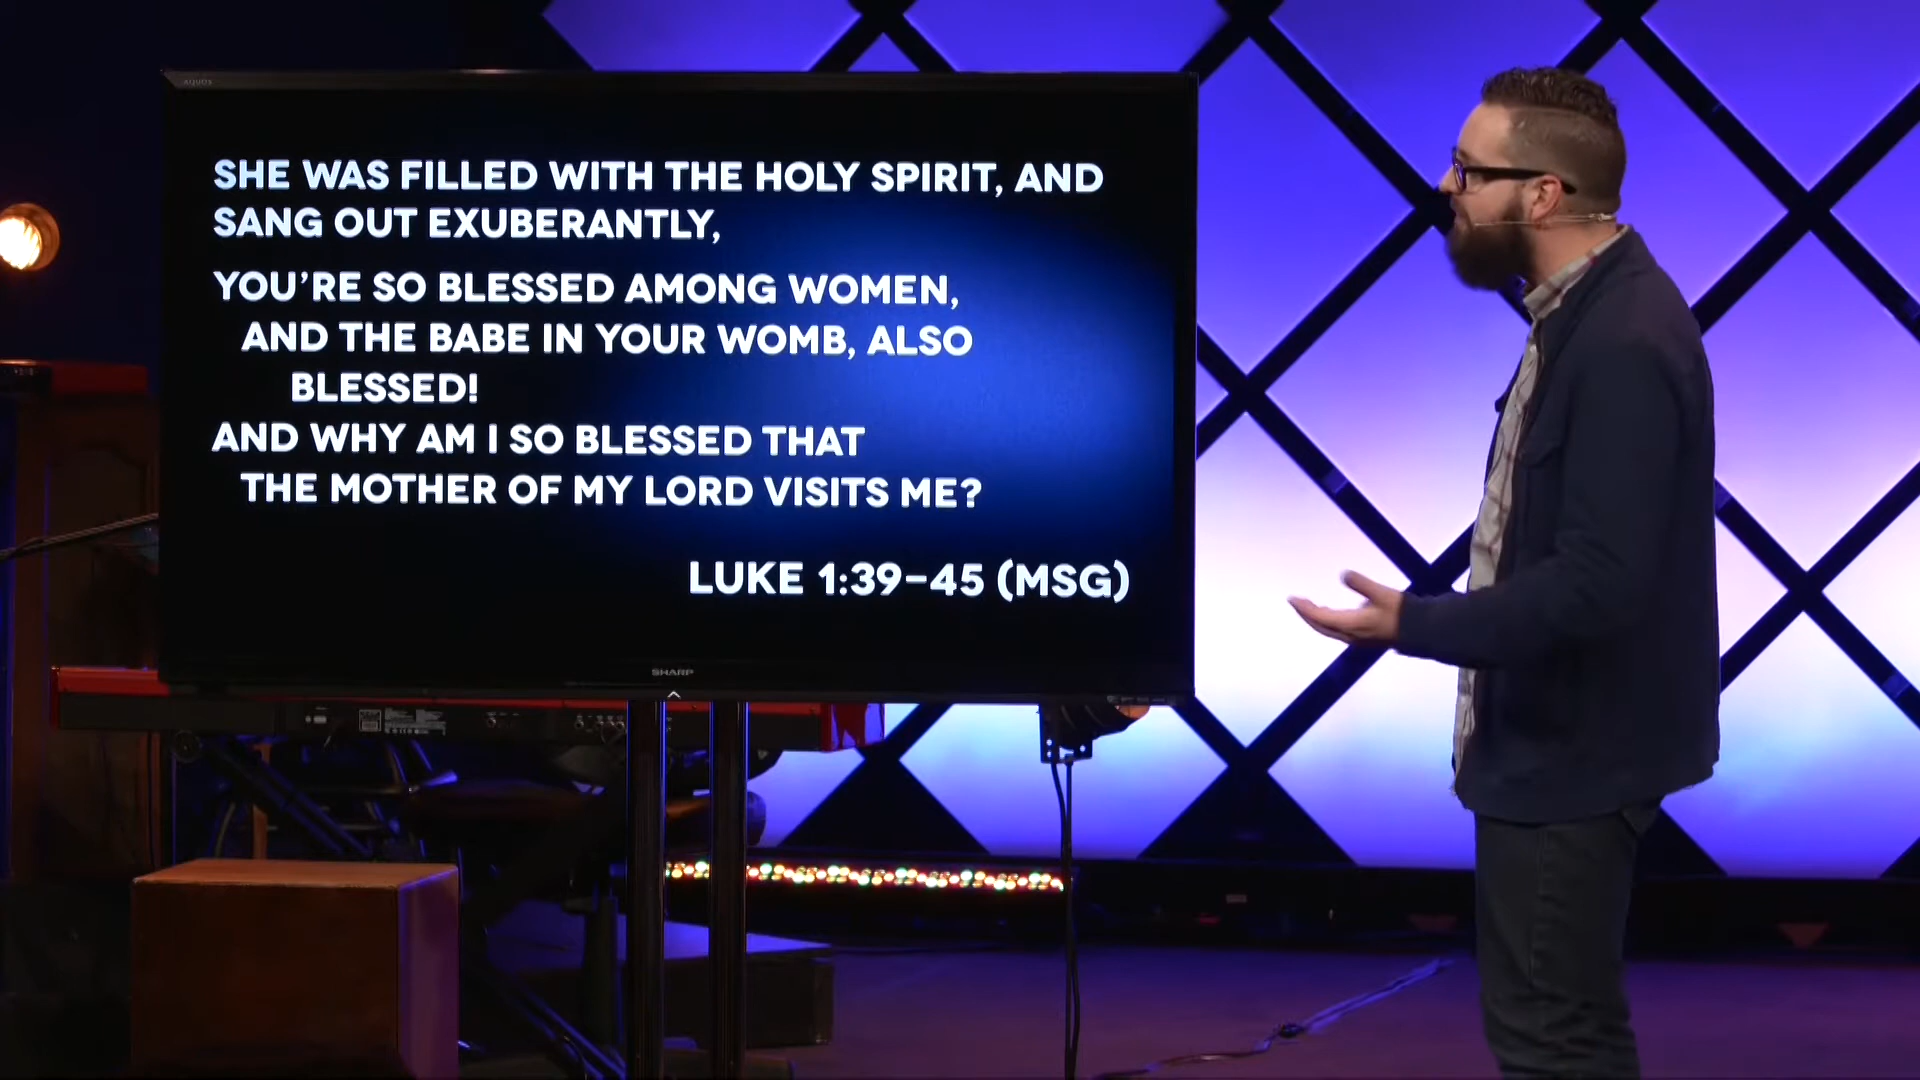 AQUOS
SHE WAS FILLED WITH THE HOLY SPIRIT, AND
SANG OUT EXUBERANTLY,
YOU'RE SO BLESSED AMONG WOMEN,
AND THE BABE IN YOUR WOMB, ALSO
BLESSED!
AND WHY AM I SO BLESSED THAT
THE MOTHER OF MY LORD VISITS ME?
LUKE 1:39–45 (MSG)
SHARP